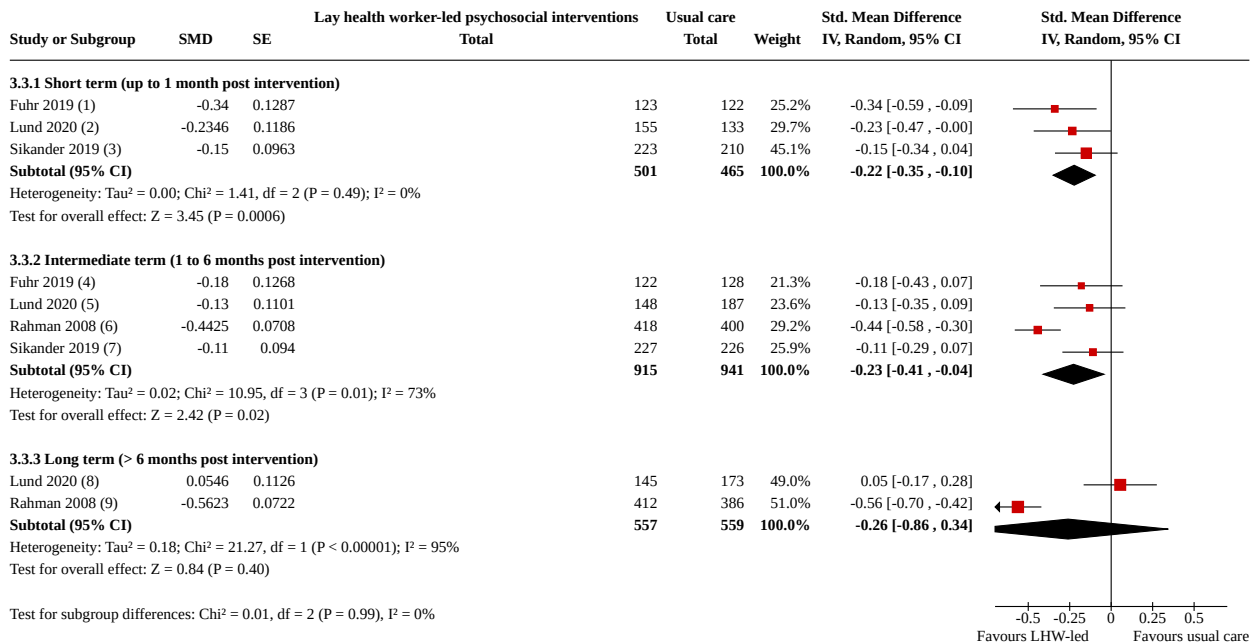 Lay health worker-led psychosocial interventions Usual care Std. Mean Difference Std. Mean Difference
Study or Subgroup SMD SE Total Total Weight IV, Random, 95% CI IV, Random, 95% CI
3.3.1 Short term (up to 1 month post intervention)
Fuhr 2019 (1) -0.34 0.1287 123 122 25.2% -0.34 [-0.59 , -0.09]
Lund 2020 (2) -0.2346 0.1186 155 133 29.7% -0.23 [-0.47 , -0.00]
Sikander 2019 (3) -0.15 0.0963 223 210 45.1% -0.15 [-0.34 , 0.04]
Subtotal (95% CI) 501 465 100.0% -0.22 [-0.35 , -0.10]
Heterogeneity: Tau² = 0.00; Chi² = 1.41, df = 2 (P = 0.49); I² = 0%
Test for overall effect: Z = 3.45 (P = 0.0006)
3.3.2 Intermediate term (1 to 6 months post intervention)
Fuhr 2019 (4) -0.18 0.1268 122 128 21.3% -0.18 [-0.43 , 0.07]
Lund 2020 (5) -0.13 0.1101 148 187 23.6% -0.13 [-0.35 , 0.09]
Rahman 2008 (6) -0.4425 0.0708 418 400 29.2% -0.44 [-0.58 , -0.30]
Sikander 2019 (7) -0.11 0.094 227 226 25.9% -0.11 [-0.29 , 0.07]
Subtotal (95% CI) 915 941 100.0% -0.23 [-0.41 , -0.04]
Heterogeneity: Tau² = 0.02; Chi² = 10.95, df = 3 (P = 0.01); I² = 73%
Test for overall effect: Z = 2.42 (P = 0.02)
3.3.3 Long term (> 6 months post intervention)
Lund 2020 (8) 0.0546 0.1126 145 173 49.0% 0.05 [-0.17 , 0.28]
Rahman 2008 (9) -0.5623 0.0722 412 386 51.0% -0.56 [-0.70 , -0.42]
Subtotal (95% CI) 557 559 100.0% -0.26 [-0.86 , 0.34]
Heterogeneity: Tau² = 0.18; Chi² = 21.27, df = 1 (P < 0.00001); I² = 95%
Test for overall effect: Z = 0.84 (P = 0.40)
Test for subgroup differences: Chi² = 0.01, df = 2 (P = 0.99), I² = 0%
-0.5 -0.25 0 0.25 0.5
Favours LHW-led Favours usual care